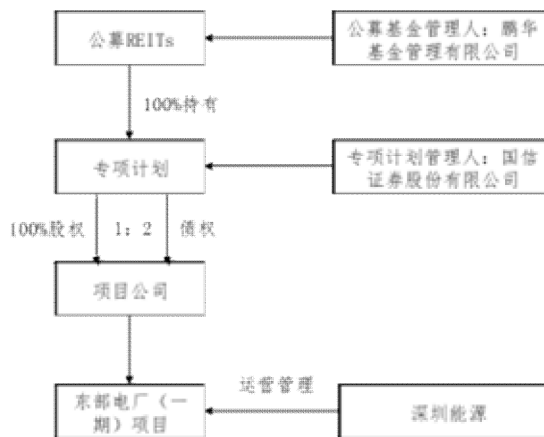 公募REITs
公募基金管理人：鹏华
基金管理有限公司
100%持有
专项计划
专项计划管理人：国信
证券股份有限公司
100%股权
1：2
债权
项目公司
运营管理
东部电厂（一
期）项目
深圳能源